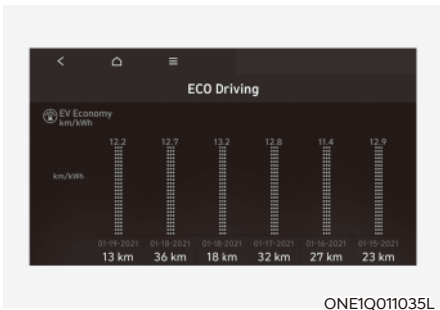 ECO Driving
EV Economy
km/kWh
12.2 12.7 13.2 12.8 11.4 12.9
km/kWh
01-19-2021 01-18-2021 01-18-2021 01-17-2021 01-16-2021 01-15-2021
13 km 36 km 18 km 32 km 27 km 23 km
ONE1Q011035L